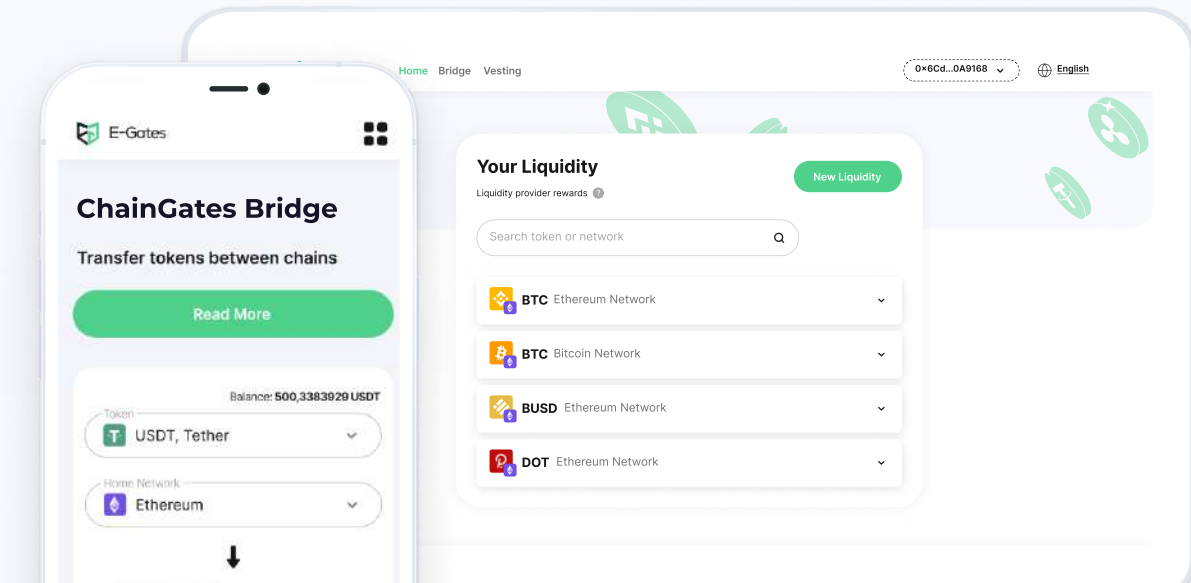 Home Bridge Vesting
0×6Cd...0A9168
English
E-Gates
ChainGates Bridge
Transfer tokens between chains
Read More
Balance: 500,3383929 USDT
Token
USDT, Tether
Home Network
Ethereum
Your Liquidity
Liquidity provider rewards ?
New Liquidity
Search token or network
BTC Ethereum Network
BTC Bitcoin Network
BUSD Ethereum Network
DOT Ethereum Network